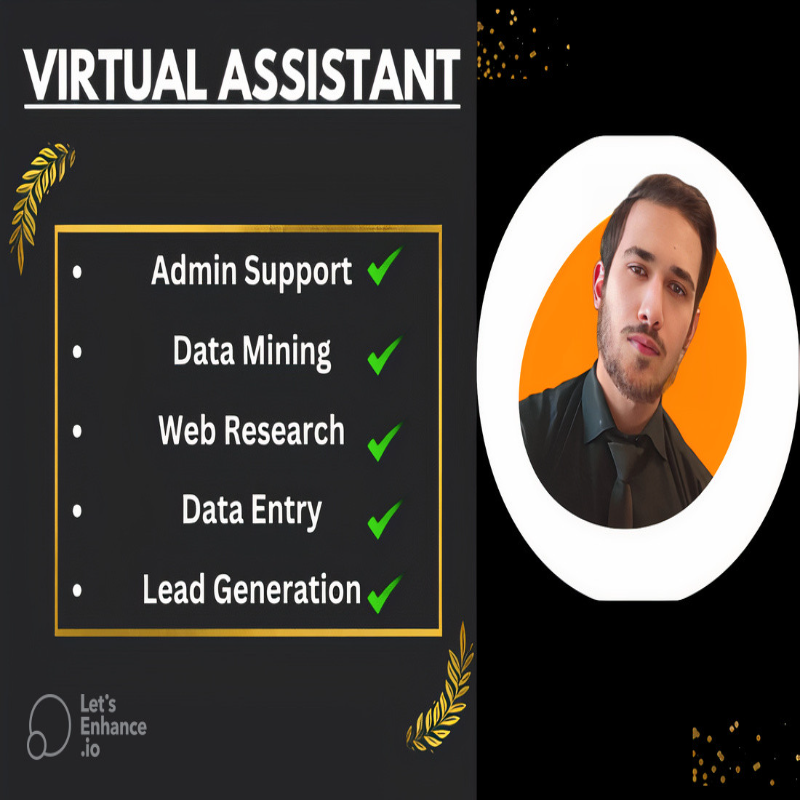 VIRTUAL ASSISTANT
• Admin Support
• Data Mining
• Web Research
• Data Entry
• Lead Generation
Let's
Enhance
.io